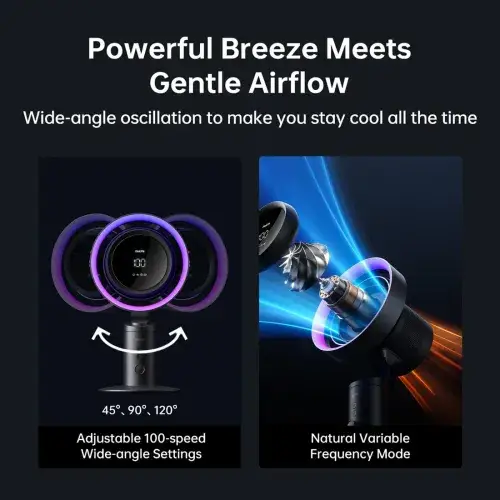 Powerful Breeze Meets
Gentle Airflow
Wide-angle oscillation to make you stay cool all the time
100
45°、90°、120°
Adjustable 100-speed
Wide-angle Settings
Natural Variable
Frequency Mode